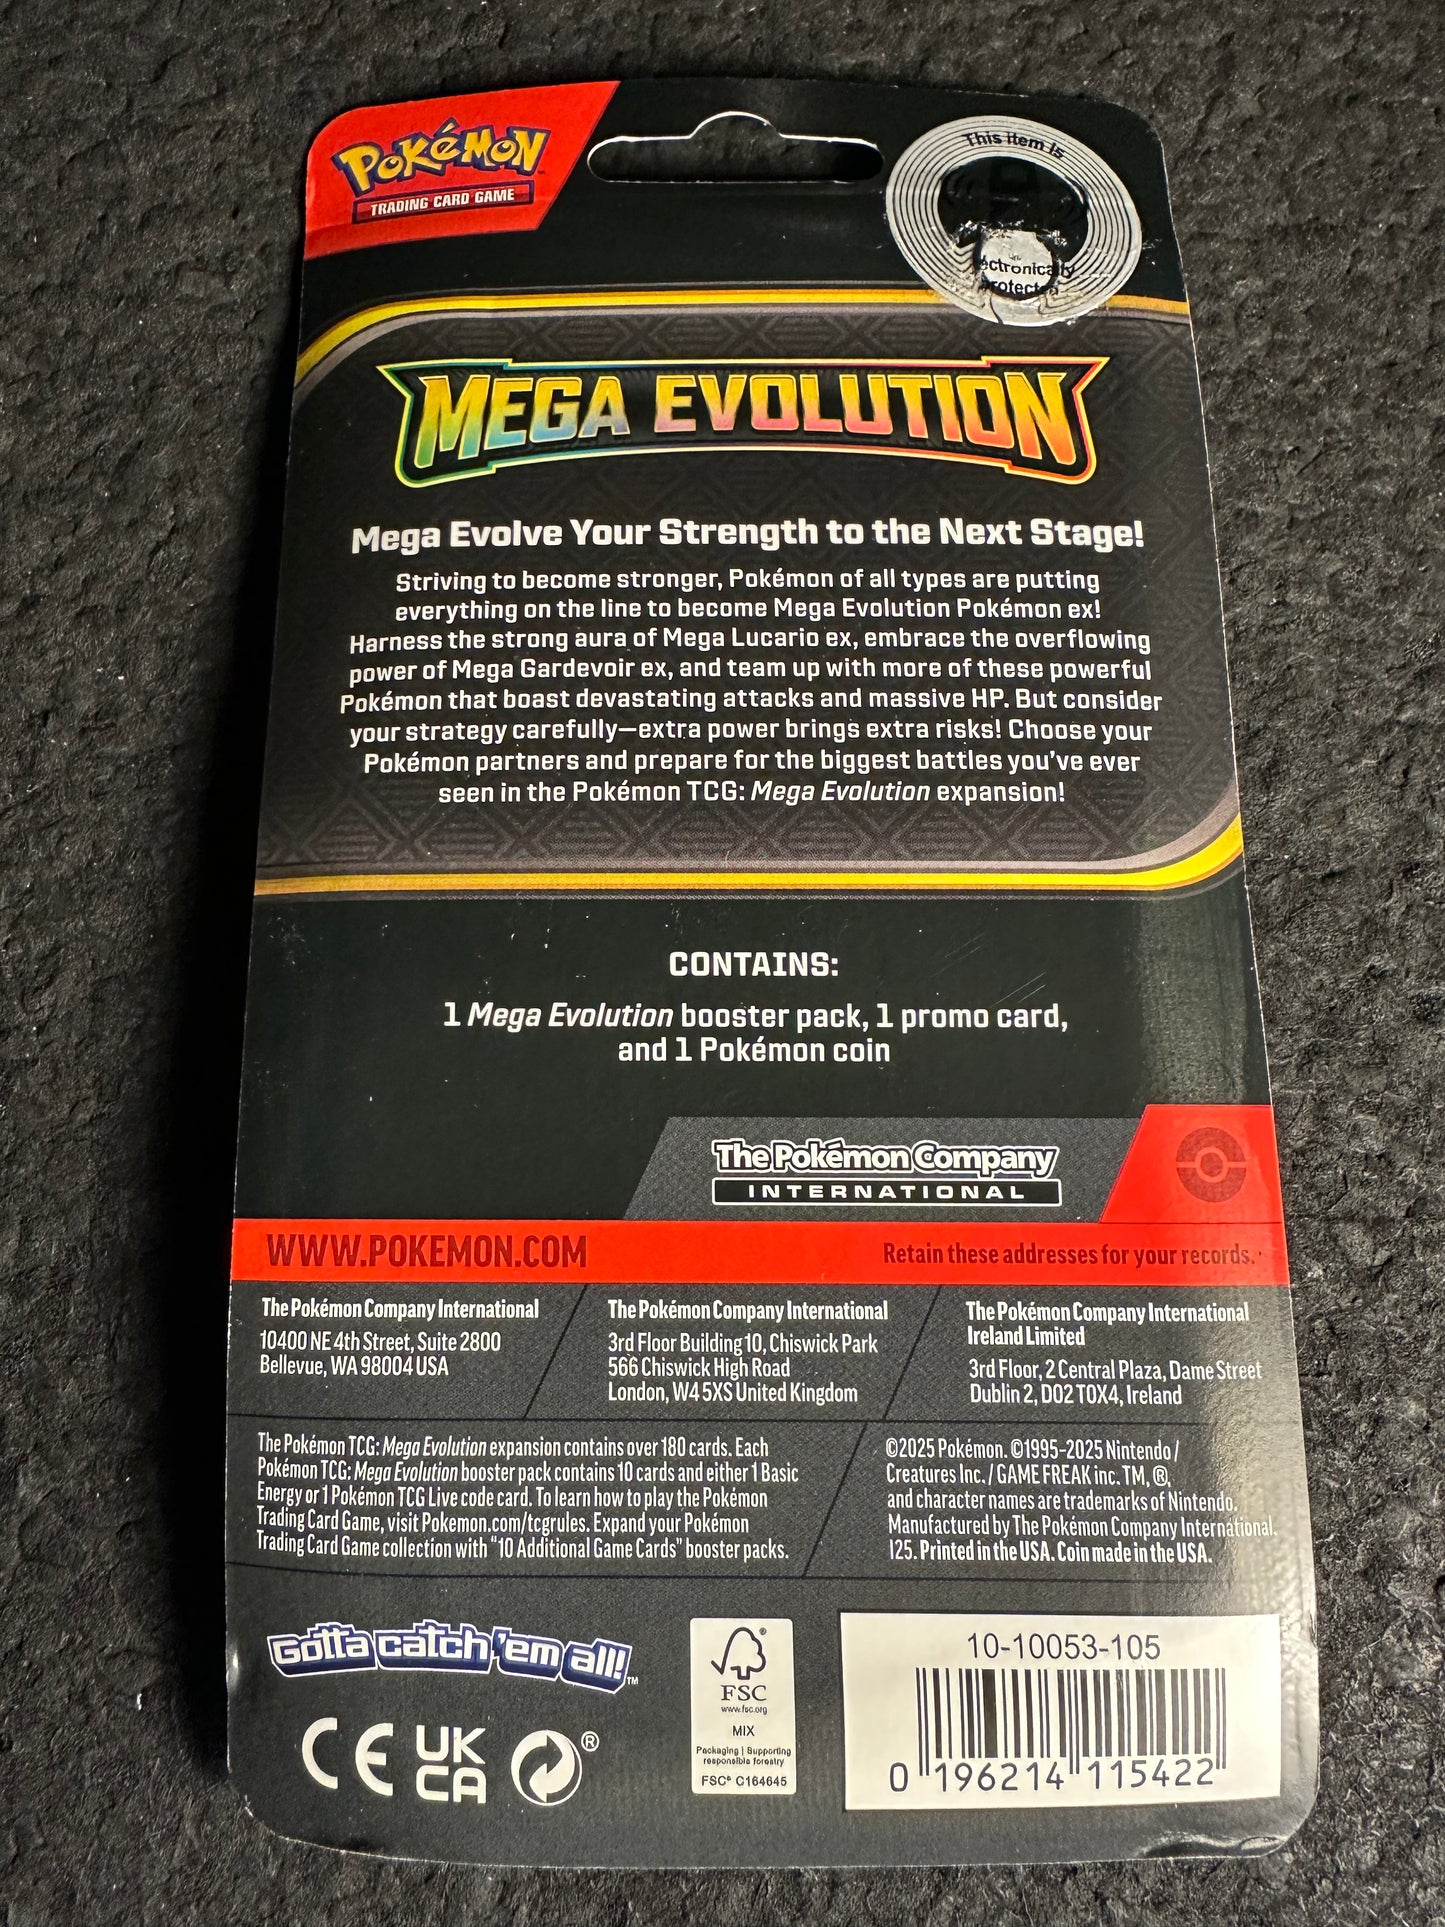 POKéMON
TRADING CARD GAME
This item is
ectronically
rotecte
MEGA EVOLUTION
Mega Evolve Your Strength to the Next Stage!
Striving to become stronger, Pokémon of all types are putting
everything on the line to become Mega Evolution Pokémon ex!
Harness the strong aura of Mega Lucario ex, embrace the overflowing
power of Mega Gardevoir ex, and team up with more of these powerful
Pokémon that boast devastating attacks and massive HP. But consider
your strategy carefully—extra power brings extra risks! Choose your
Pokémon partners and prepare for the biggest battles you've ever
seen in the Pokémon TCG: Mega Evolution expansion!
CONTAINS:
1 Mega Evolution booster pack, 1 promo card,
and 1 Pokémon coin
The Pokémon Company
INTERNATIONAL
WWW.POKEMON.COM
Retain these addresses for your records.
The Pokémon Company International
10400 NE 4th Street, Suite 2800
Bellevue, WA 98004 USA
The Pokémon Company International
3rd Floor Building 10, Chiswick Park
566 Chiswick High Road
London, W4 5XS United Kingdom
The Pokémon Company International
Ireland Limited
3rd Floor, 2 Central Plaza, Dame Street
Dublin 2, D02 T0X4, Ireland
The Pokémon TCG: Mega Evolution expansion contains over 180 cards. Each
Pokémon TCG: Mega Evolution booster pack contains 10 cards and either 1 Basic
Energy or 1 Pokémon TCG Live code card. To learn how to play the Pokémon
Trading Card Game, visit Pokemon.com/tcgrules. Expand your Pokémon
Trading Card Game collection with "10 Additional Game Cards" booster packs.
©2025 Pokémon. ©1995–2025 Nintendo /
Creatures Inc. / GAME FREAK inc. TM, ®,
and character names are trademarks of Nintendo.
Manufactured by The Pokémon Company International.
I25. Printed in the USA. Coin made in the USA.
Gotta catch 'em all!™
CE
UK
CA
®
FSC
www.fsc.org
MIX
Packaging | Supporting
responsible forestry
FSC® C164645
10-10053-105
0 196214 115422